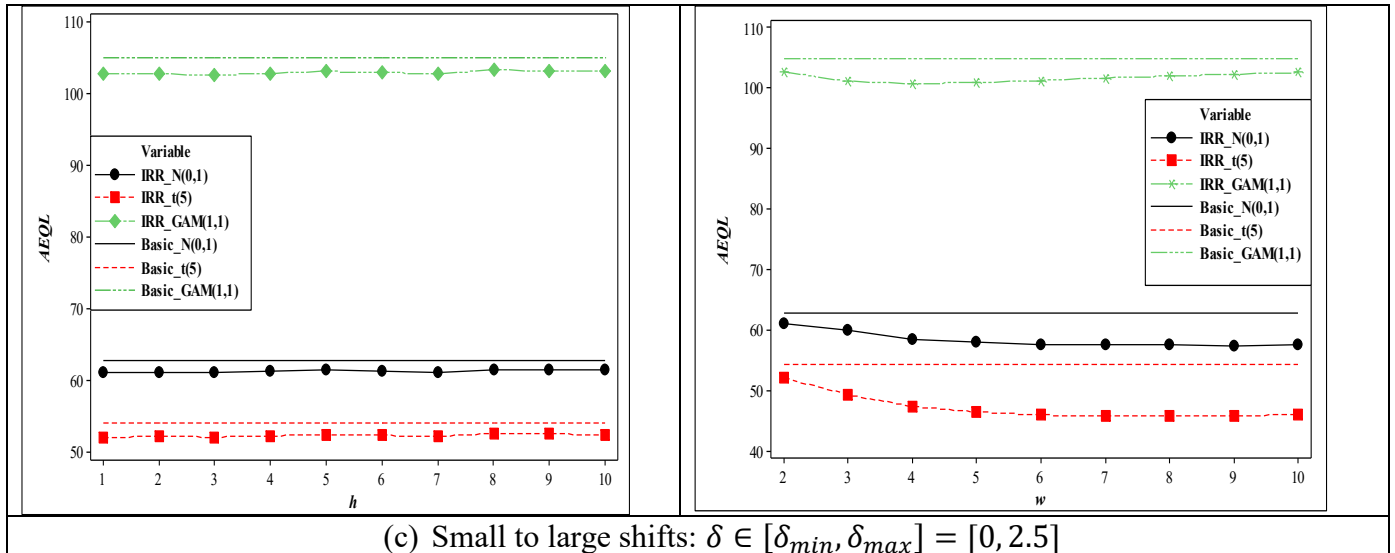 110
100
90
80
70
60
50
AEQL
Variable
IRR_N(0,1)
IRR_t(5)
IRR_GAM(1,1)
Basic_N(0,1)
Basic_t(5)
Basic_GAM(1,1)
1 2 3 4 5 6 7 8 9 10
h
110
100
90
80
70
60
50
40
AEQL
Variable
IRR_N(0,1)
IRR_t(5)
IRR_GAM(1,1)
Basic_N(0,1)
Basic_t(5)
Basic_GAM(1,1)
2 3 4 5 6 7 8 9 10
w
(c) Small to large shifts: δ ∈ [δ_min, δ_max] = [0, 2.5]